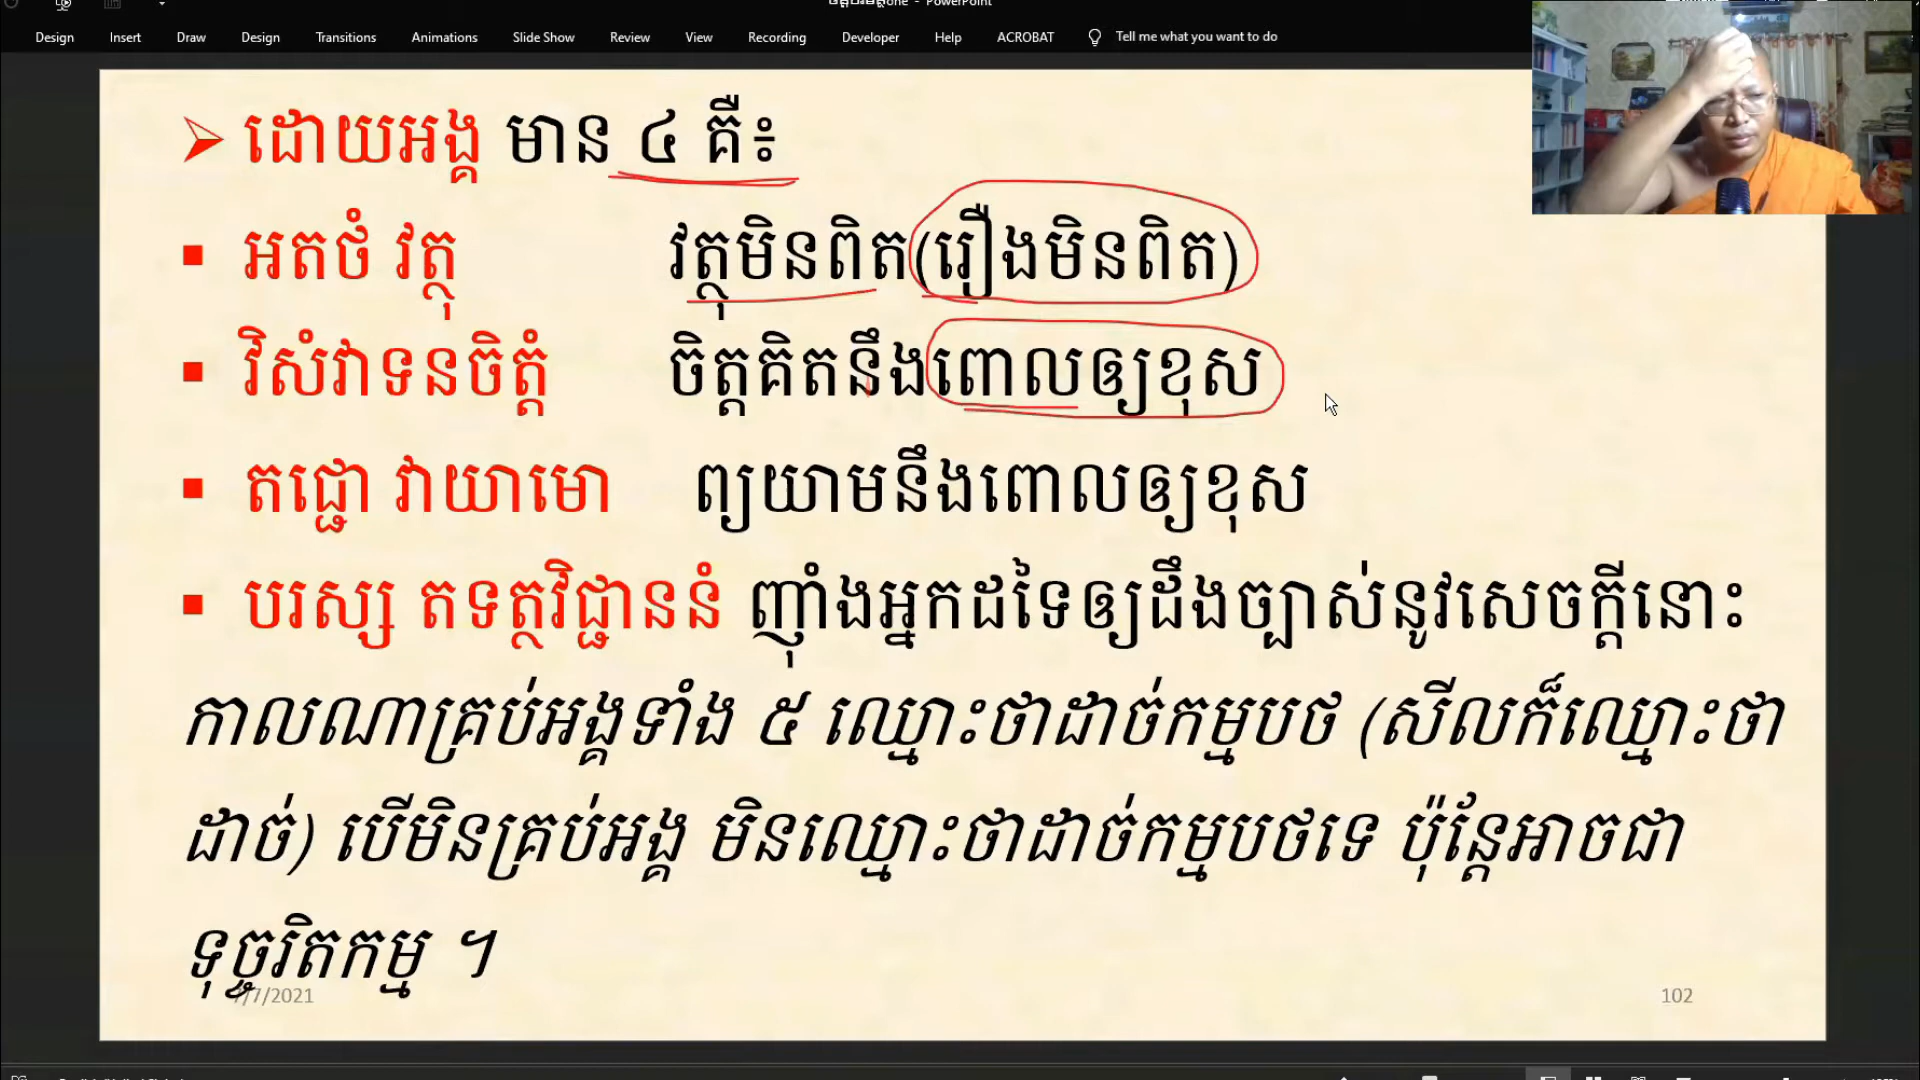 one - PowerPoint
Design Insert Draw Design Transitions Animations Slide Show Review View Recording Developer Help ACROBAT Tell me what you want to do
ដោយអង្គ មាន ៤ គឺ៖
អតថំ វត្ថុ វត្ថុមិនពិត(រឿងមិនពិត)
វិសំវាទនចិត្តំ ចិត្តគិតនឹងពោលឲ្យខុស
តជ្ជោ វាយាមោ ព្យយាមនឹងពោលឲ្យខុស
បរស្ស តទត្ថវិជ្ជាននំ ញ៉ាំងអ្នកដទៃឲ្យដឹងច្បាស់នូវសេចក្តីនោះ
កាលណាគ្រប់អង្គទាំង ៥ ឈ្មោះថាដាច់កម្មបថ (សីលក៏ឈ្មោះថា
ដាច់) បើមិនគ្រប់អង្គ មិនឈ្មោះថាដាច់កម្មបថទេ ប៉ុន្តែអាចជា
ទុច្ចរិតកម្ម ។
7/7/2021 102